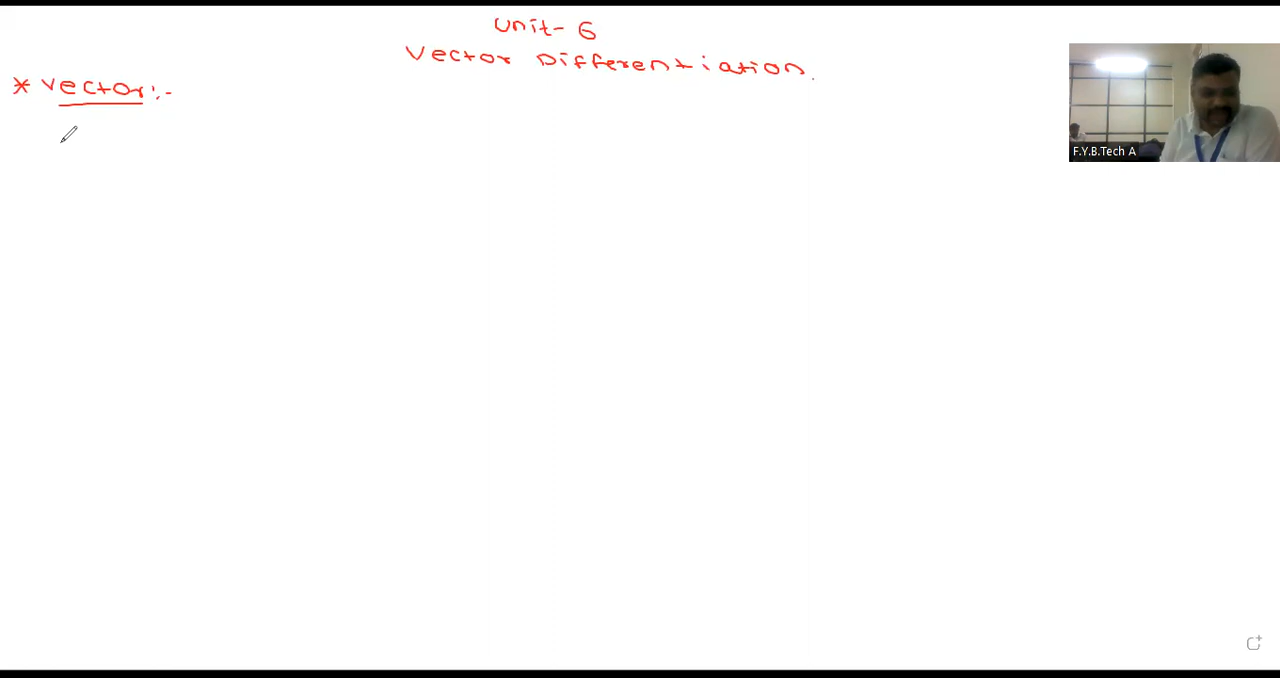 Unit- 6
Vector Differentiation.
* Vector:-
F.Y.B.Tech A